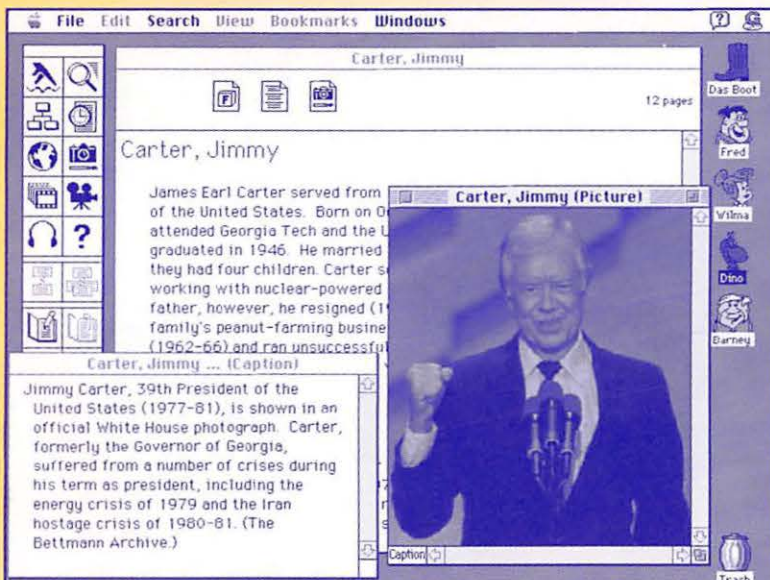 File Edit Search View Bookmarks Windows
Carter, Jimmy
12 pages
Carter, Jimmy
James Earl Carter served from
of the United States. Born on O
attended Georgia Tech and the U
graduated in 1946. He married
they had four children. Carter s
working with nuclear-powered
father, however, he resigned (1
family's peanut-farming busine
(1962-66) and ran unsuccessful
Carter, Jimmy (Picture)
Caption
Carter, Jimmy ... (Caption)
Jimmy Carter, 39th President of the
United States (1977-81), is shown in an
official White House photograph. Carter,
formerly the Governor of Georgia,
suffered from a number of crises during
his term as president, including the
energy crisis of 1979 and the Iran
hostage crisis of 1980-81. (The
Bettmann Archive.)
Das Boot
Fred
Wilma
Dino
Barney
Trash